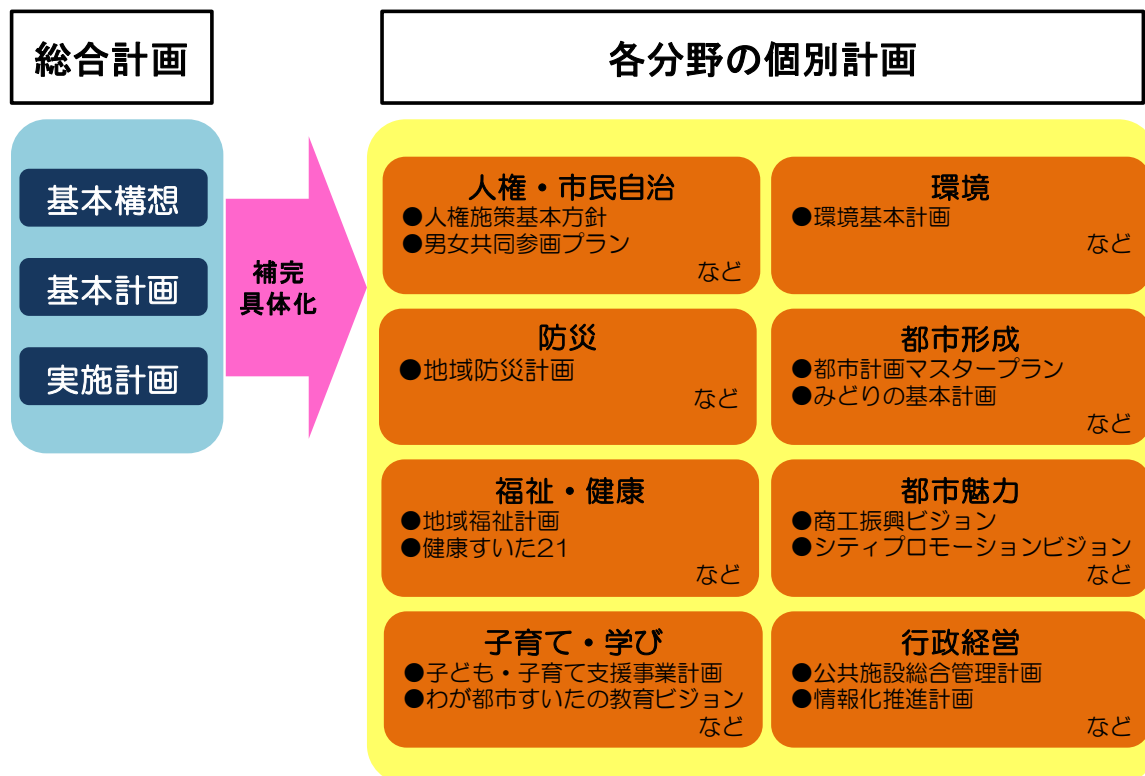 総合計画
各分野の個別計画
基本構想
基本計画
実施計画
補完
具体化
人権・市民自治
●人権施策基本方針
●男女共同参画プラン
など
環境
●環境基本計画
など
防災
●地域防災計画
など
都市形成
●都市計画マスタープラン
●みどりの基本計画
など
福祉・健康
●地域福祉計画
●健康すいた21
など
都市魅力
●商工振興ビジョン
●シティプロモーションビジョン
など
子育て・学び
●子ども・子育て支援事業計画
●わが都市すいたの教育ビジョン
など
行政経営
●公共施設総合管理計画
●情報化推進計画
など